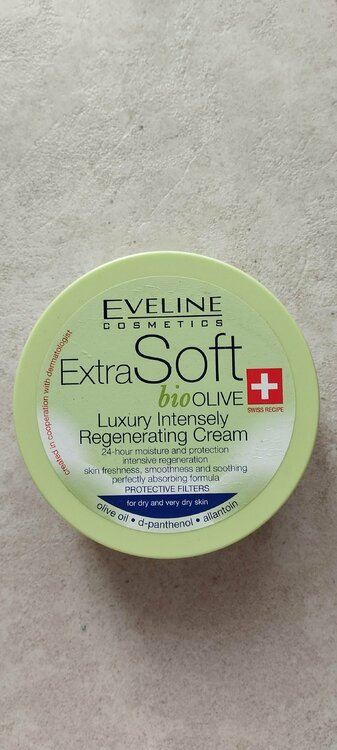 EVELINE
COSMETICS
Extra Soft
bio OLIVE
SWISS RECIPE
Luxury Intensely
Regenerating Cream
24-hour moisture and protection
intensive regeneration
skin freshness, smoothness and soothing
perfectly absorbing formula
PROTECTIVE FILTERS
for dry and very dry skin
olive oil • d-panthenol • allantoin
created in cooperation with dermatologist